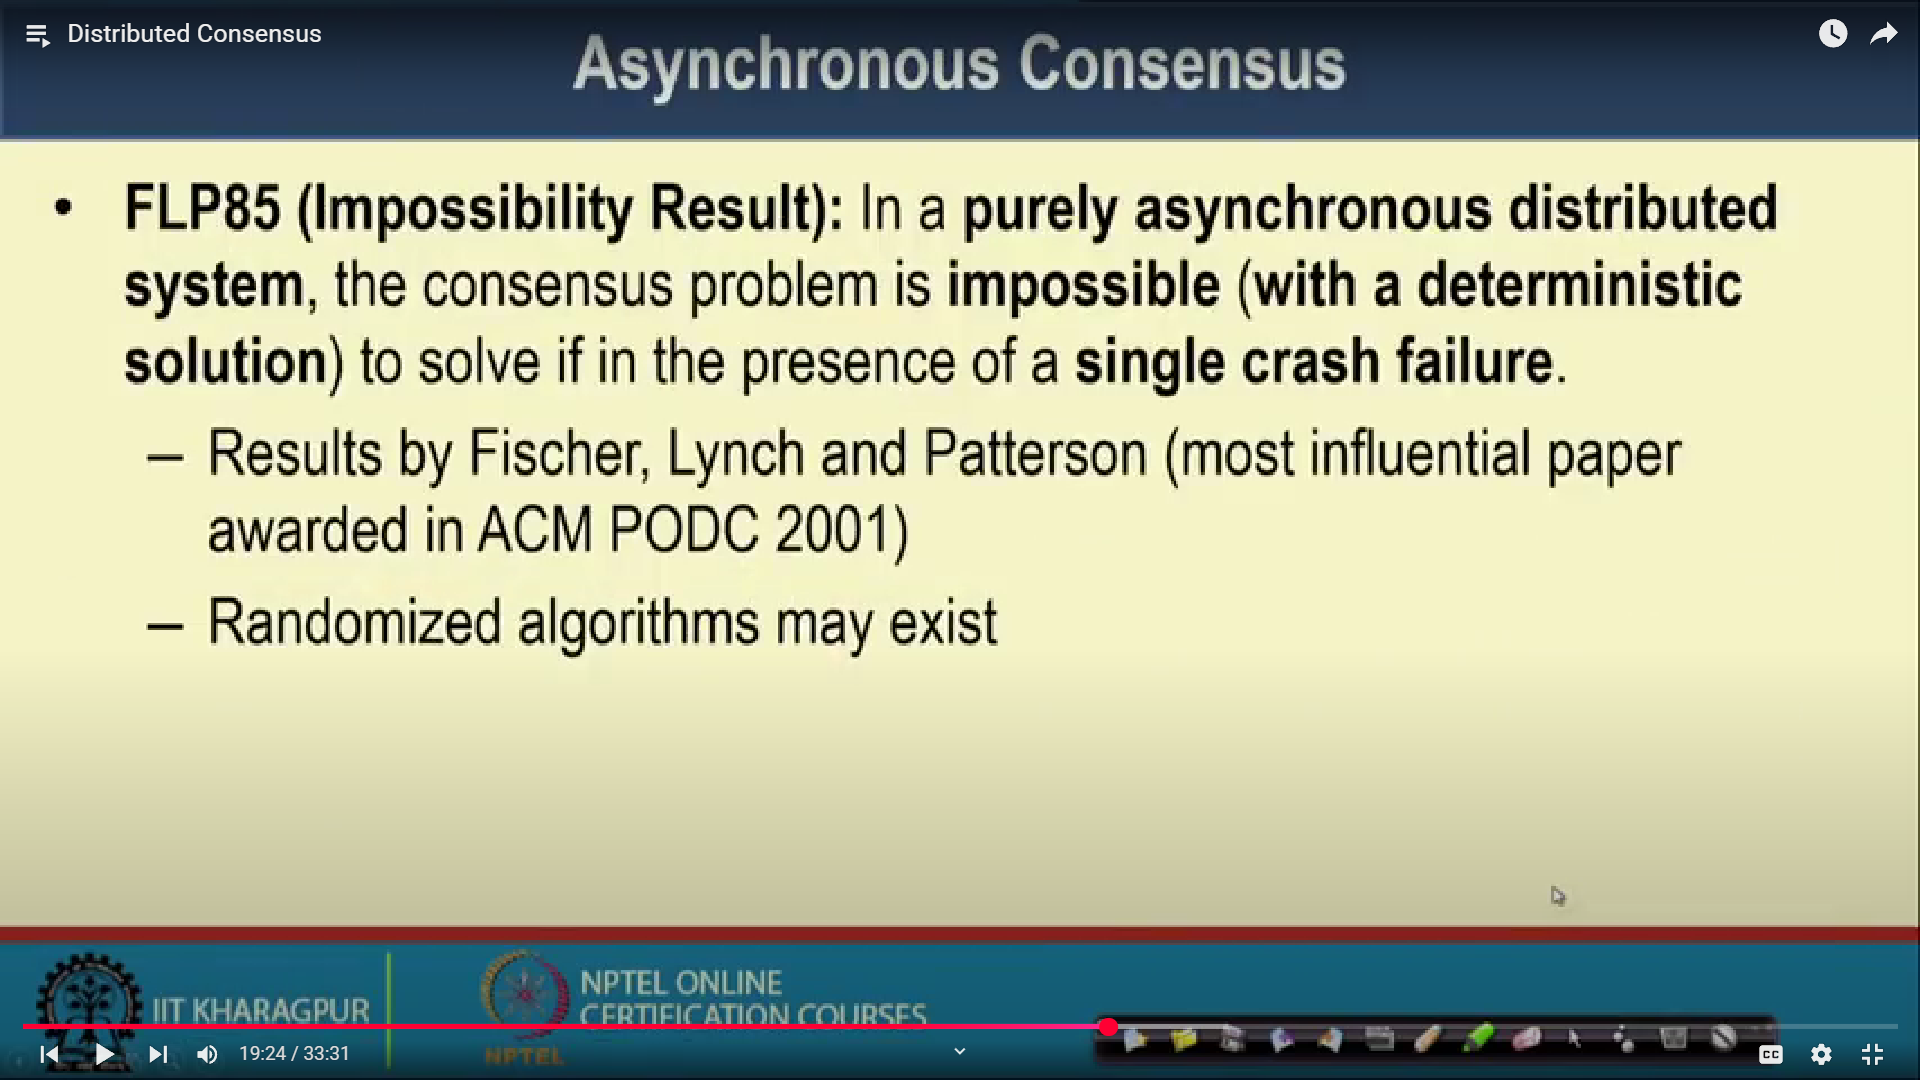 Distributed Consensus
Asynchronous Consensus
• FLP85 (Impossibility Result): In a purely asynchronous distributed
system, the consensus problem is impossible (with a deterministic
solution) to solve if in the presence of a single crash failure.
– Results by Fischer, Lynch and Patterson (most influential paper
awarded in ACM PODC 2001)
– Randomized algorithms may exist
IIT KHARAGPUR
NPTEL ONLINE
CERTIFICATION COURSES
NPTEL
19:24 / 33:31
CC